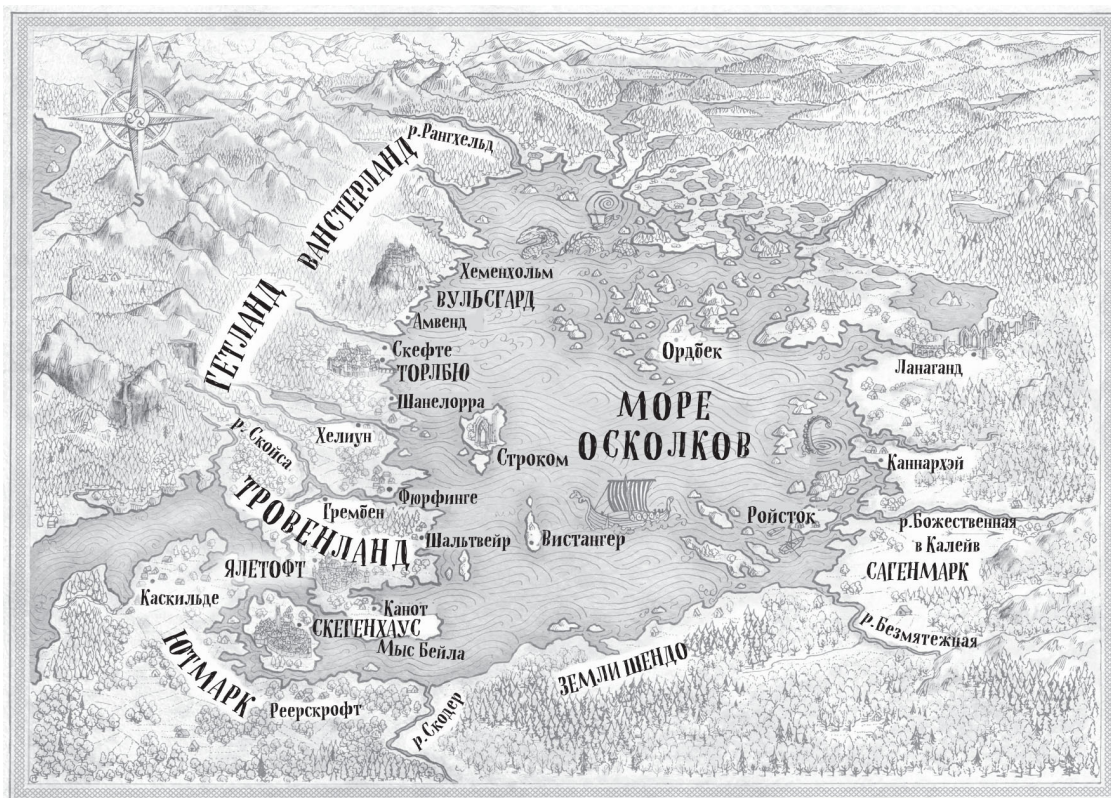 р.Рангхельд
ВАНСТЕРЛАНД
Хеменхольм
ВУЛЬСГАРД
Амвенд
ГЕТЛАНД
Скефте
ТОРЛБЮ
Ордбек
Ланаганд
Шанелорра
МОРЕ
ОСКОЛКОВ
р. Скойса
Хелиун
Строком
Каннархэй
Фюрфинге
ТРОВЕНЛАНД
Грембен
Ройсток
р.Божественная
в Калейв
Шальтвейр
Вистангер
ЯЛЕТОФТ
САГЕНМАРК
Каскильде
Канот
СКЕГЕНХАУС
Мыс Бейла
р.Безмятежная
ЮТМАРК
ЗЕМЛИ ШЕНДО
Реерскрофт
р.Скодер